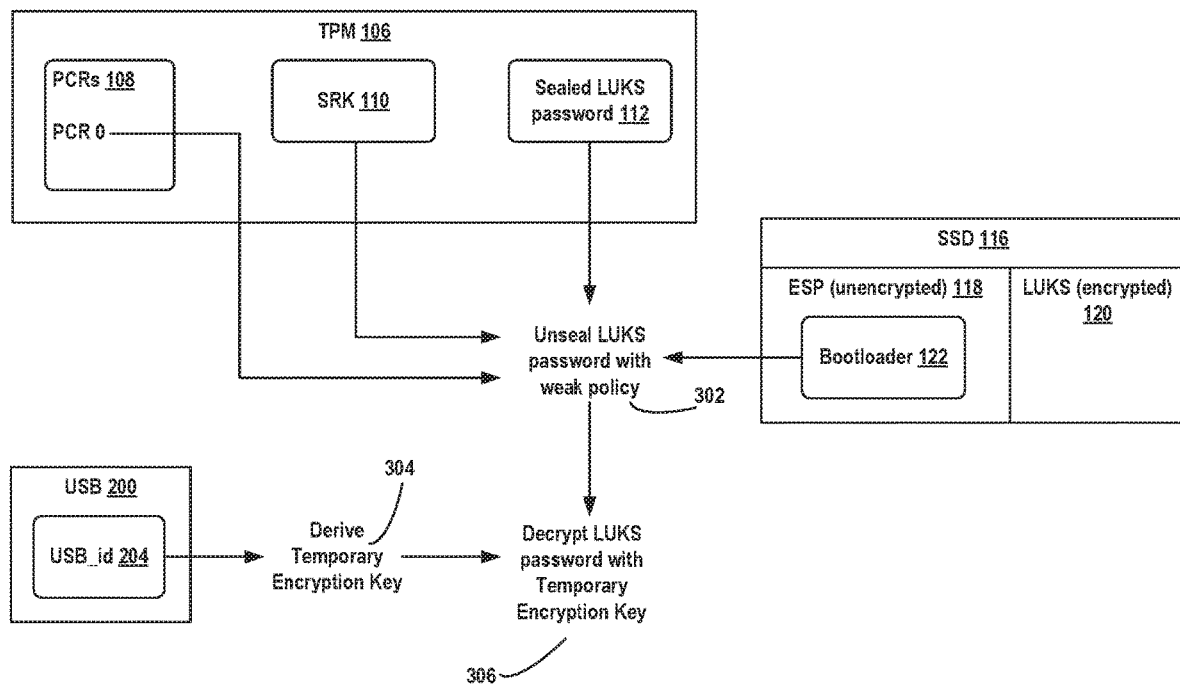 TPM 106
PCRs 108
PCR 0
SRK 110
Sealed LUKS
password 112
SSD 116
ESP (unencrypted) 118
LUKS (encrypted)
120
Bootloader 122
Unseal LUKS
password with
weak policy
302
USB 200
USB_id 204
304
Derive
Temporary
Encryption Key
Decrypt LUKS
password with
Temporary
Encryption Key
306